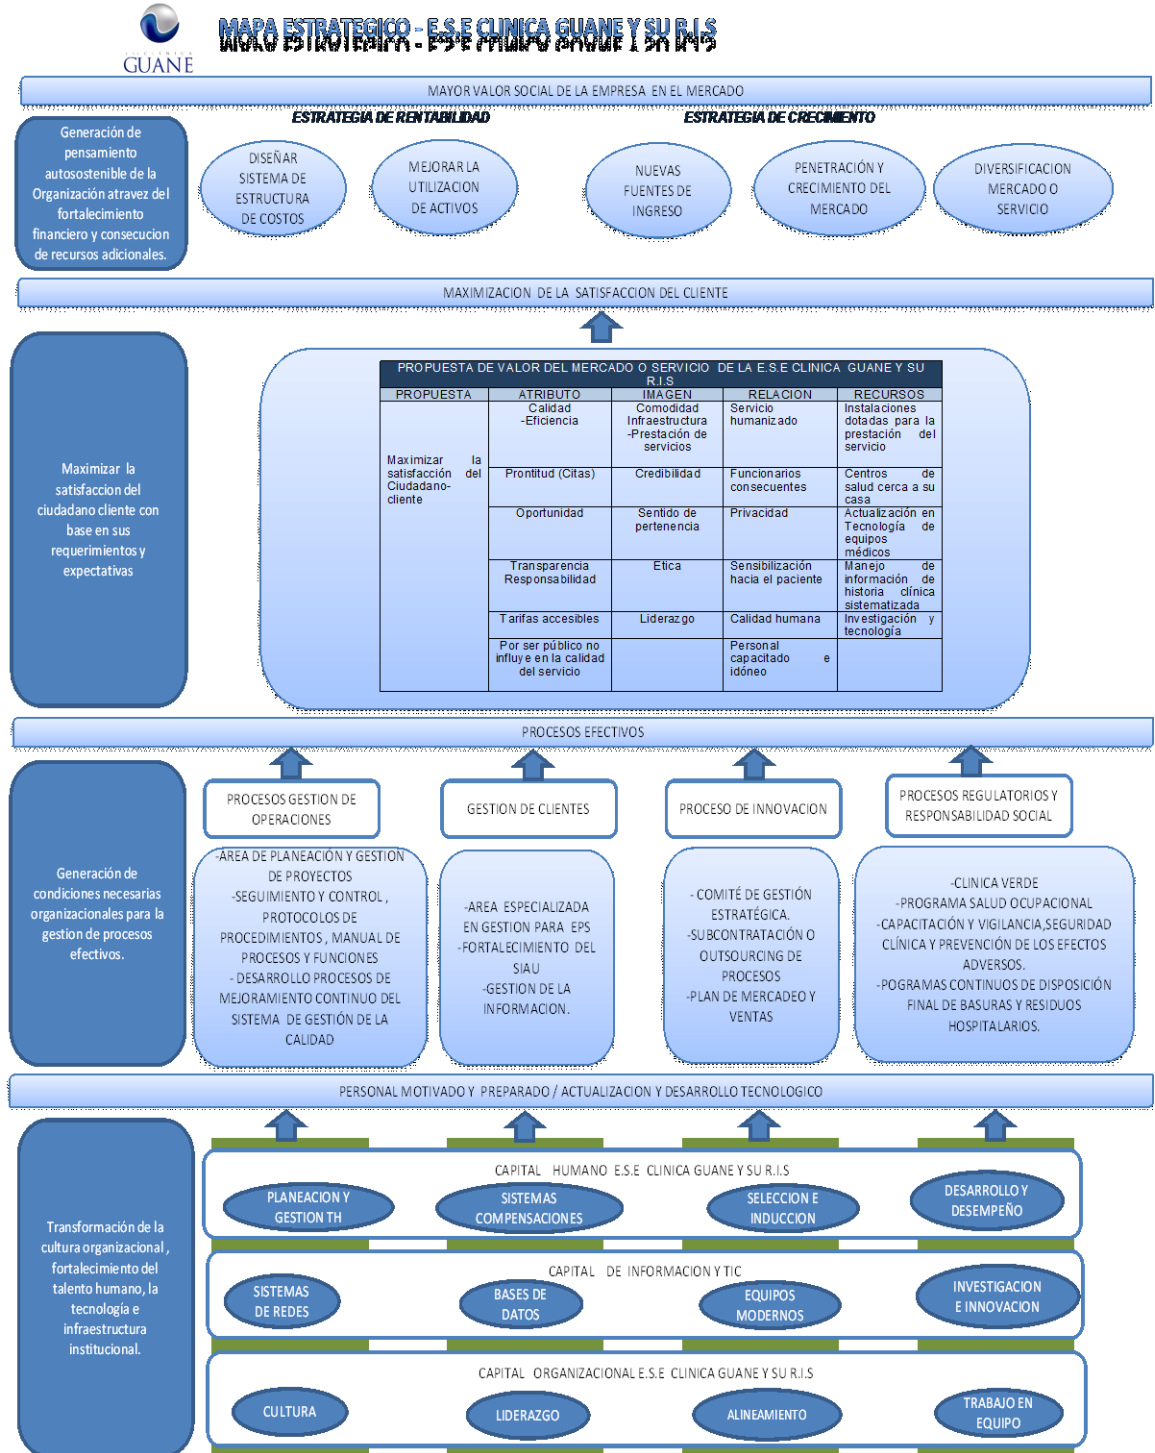 MAPA ESTRATEGICO - E.S.E CLINICA GUANE Y SU R.I.S
GUANE
MAYOR VALOR SOCIAL DE LA EMPRESA EN EL MERCADO
ESTRATEGIA DE RENTABILIDAD
ESTRATEGIA DE CRECIMIENTO
Generación de
pensamiento
autosostenible de la
Organización atravez del
fortalecimiento
financiero y consecucion
de recursos adicionales.
DISEÑAR
SISTEMA DE
ESTRUCTURA
DE COSTOS
MEJORAR LA
UTILIZACION
DE ACTIVOS
NUEVAS
FUENTES DE
INGRESO
PENETRACIÓN Y
CRECIMIENTO DEL
MERCADO
DIVERSIFICACION
MERCADO O
SERVICIO
MAXIMIZACION DE LA SATISFACCION DEL CLIENTE
Maximizar la
satisfaccion del
ciudadano cliente con
base en sus
requerimientos y
expectativas
PROPUESTA DE VALOR DEL MERCADO O SERVICIO DE LA E.S.E CLINICA GUANE Y SU
R.I.S
PROPUESTA
ATRIBUTO
IMAGEN
RELACION
RECURSOS
Maximizar la
satisfacción del
Ciudadano-
cliente
Calidad
-Eficiencia
Comodidad
Infraestructura
-Prestación de
servicios
Servicio
humanizado
Instalaciones
dotadas para la
prestación del
servicio
Prontitud (Citas)
Credibilidad
Funcionarios
consecuentes
Centros de
salud cerca a su
casa
Oportunidad
Sentido de
pertenencia
Privacidad
Actualización en
Tecnología de
equipos
médicos
Transparencia
Responsabilidad
Etica
Sensibilización
hacia el paciente
Manejo de
información de
historia clínica
sistematizada
Tarifas accesibles
Liderazgo
Calidad humana
Investigación y
tecnología
Por ser público no
influye en la calidad
del servicio
Personal
capacitado e
idóneo
PROCESOS EFECTIVOS
Generación de
condiciones necesarias
organizacionales para la
gestion de procesos
efectivos.
PROCESOS GESTION DE
OPERACIONES
GESTION DE CLIENTES
PROCESO DE INNOVACION
PROCESOS REGULATORIOS Y
RESPONSABILIDAD SOCIAL
-AREA DE PLANEACIÓN Y GESTION
DE PROYECTOS
-SEGUIMIENTO Y CONTROL ,
PROTOCOLOS DE
PROCEDIMIENTOS , MANUAL DE
PROCESOS Y FUNCIONES
- DESARROLLO PROCESOS DE
MEJORAMIENTO CONTINUO DEL
SISTEMA DE GESTIÓN DE LA
CALIDAD
-AREA ESPECIALIZADA
EN GESTION PARA EPS
-FORTALECIMIENTO DEL
SIAU
-GESTION DE LA
INFORMACION.
- COMITÉ DE GESTIÓN
ESTRATÉGICA.
-SUBCONTRATACIÓN O
OUTSOURCING DE
PROCESOS
-PLAN DE MERCADEO Y
VENTAS
-CLINICA VERDE
-PROGRAMA SALUD OCUPACIONAL
-CAPACITACIÓN Y VIGILANCIA,SEGURIDAD
CLÍNICA Y PREVENCIÓN DE LOS EFECTOS
ADVERSOS.
-POGRAMAS CONTINUOS DE DISPOSICIÓN
FINAL DE BASURAS Y RESIDUOS
HOSPITALARIOS.
PERSONAL MOTIVADO Y PREPARADO / ACTUALIZACION Y DESARROLLO TECNOLOGICO
Transformación de la
cultura organizacional ,
fortalecimiento del
talento humano, la
tecnología e
infraestructura
institucional.
CAPITAL HUMANO E.S.E CLINICA GUANE Y SU R.I.S
PLANEACION Y
GESTION TH
SISTEMAS
COMPENSACIONES
SELECCION E
INDUCCION
DESARROLLO Y
DESEMPEÑO
CAPITAL DE INFORMACION Y TIC
SISTEMAS
DE REDES
BASES DE
DATOS
EQUIPOS
MODERNOS
INVESTIGACION
E INNOVACION
CAPITAL ORGANIZACIONAL E.S.E CLINICA GUANE Y SU R.I.S
CULTURA
LIDERAZGO
ALINEAMIENTO
TRABAJO EN
EQUIPO